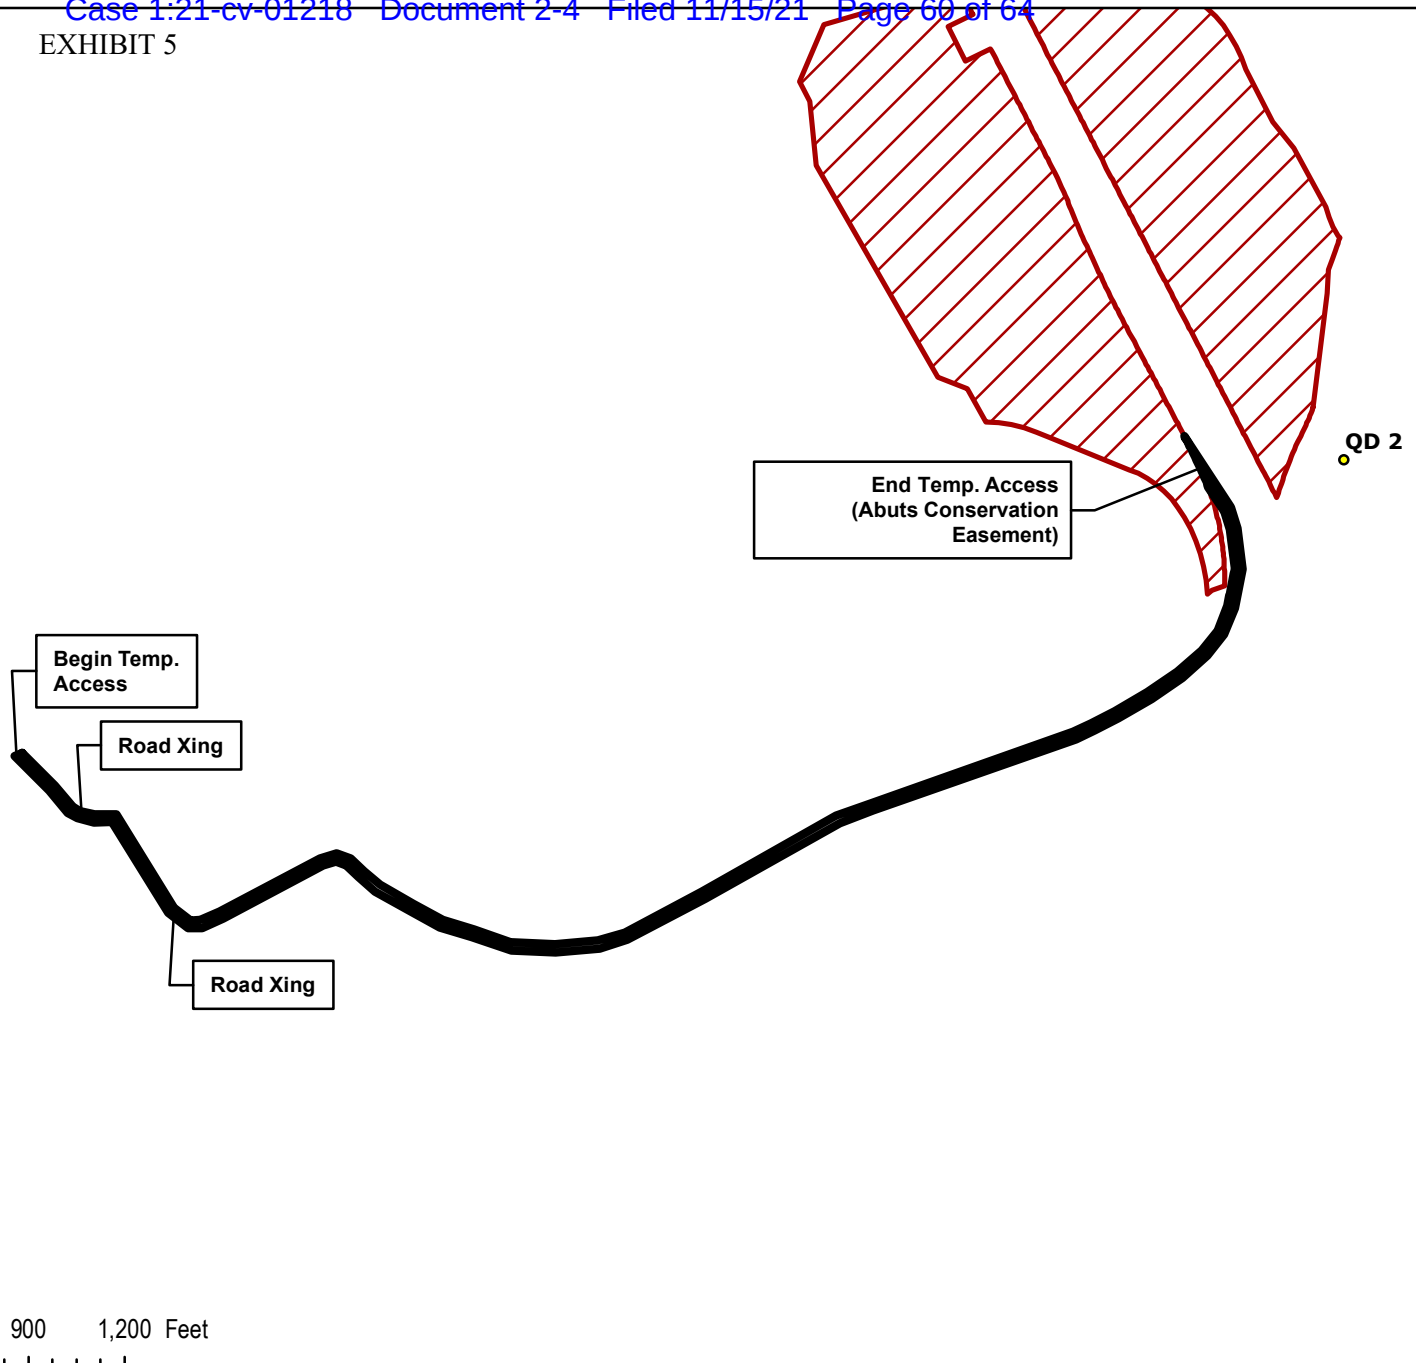 Case 1:21-cv-01218 Document 2-4 Filed 11/15/21 Page 60 of 64
EXHIBIT 5
QD 2
End Temp. Access
(Abuts Conservation
Easement)
Begin Temp.
Access
Road Xing
Road Xing
900 1,200 Feet